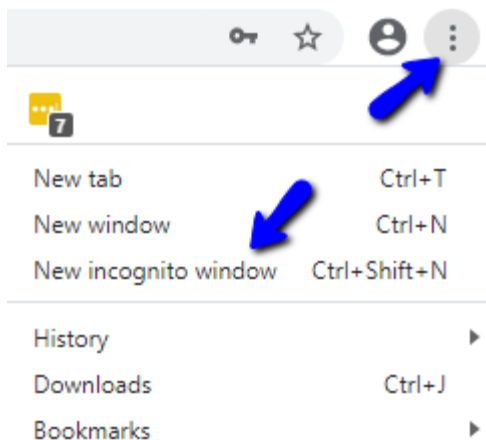 7
New tab Ctrl+T
New window Ctrl+N
New incognito window Ctrl+Shift+N
History
Downloads Ctrl+J
Bookmarks